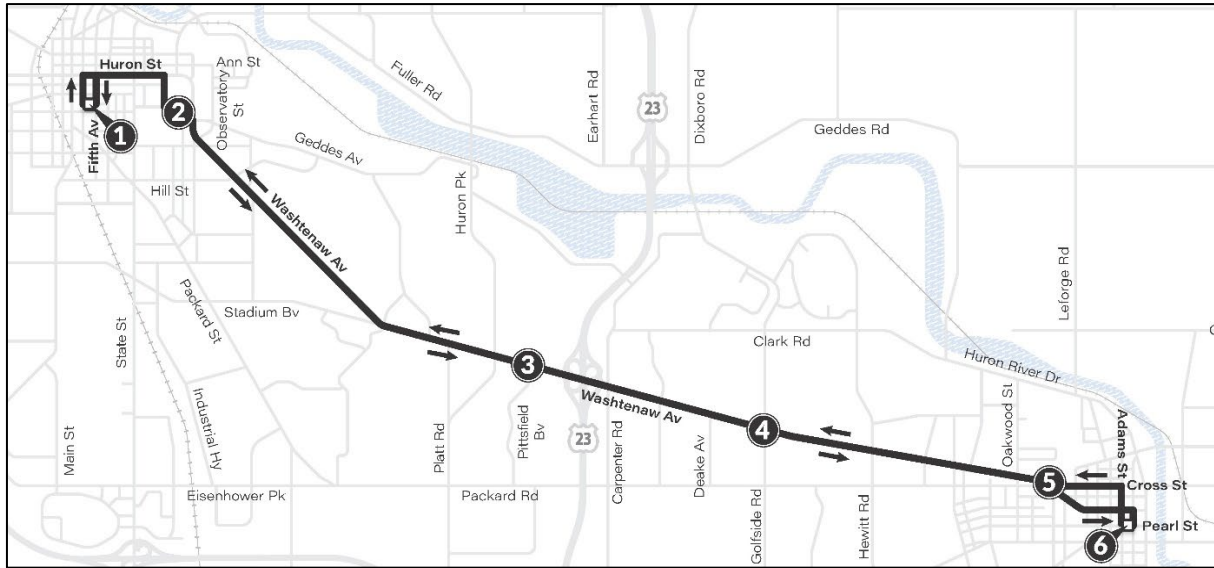 Huron St
Ann St
Observatory
St
Fuller Rd
Earhart Rd
23
Dixboro Rd
Geddes Rd
1
2
Fifth Av
Geddes Av
Hill St
Huron Pk
Washtenaw Av
Leforge Rd
Packard St
Stadium Bv
State St
Clark Rd
Huron River Dr
3
Washtenaw Av
Industrial Hy
Main St
Platt Rd
Pittsfield
Bv
23
Carpenter Rd
Deake Av
4
Oakwood St
Adams St
5
Cross St
Eisenhower Pk
Packard Rd
Golfside Rd
Hewitt Rd
Pearl St
6